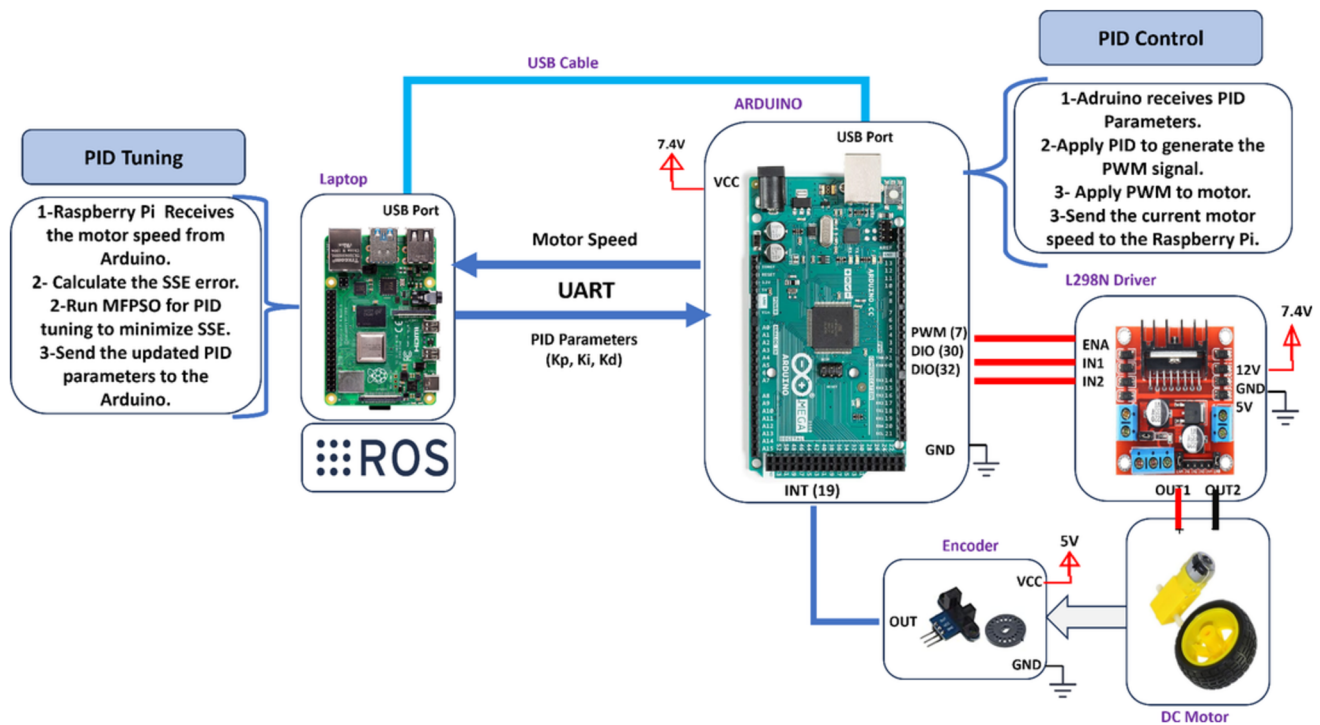 PID Control
USB Cable
ARDUINO
1-Adruino receives PID
Parameters.
2-Apply PID to generate the
PWM signal.
3- Apply PWM to motor.
3-Send the current motor
speed to the Raspberry Pi.
PID Tuning
1-Raspberry Pi Receives
the motor speed from
Arduino.
2- Calculate the SSE error.
2-Run MFPSO for PID
tuning to minimize SSE.
3-Send the updated PID
parameters to the
Arduino.
Laptop
USB Port
ROS
Motor Speed
UART
PID Parameters
(Kp, Ki, Kd)
7.4V
VCC
USB Port
ARDUINO.CC
ARDUINO
MEGA
PWM (7)
DIO (30)
DIO(32)
GND
INT (19)
L298N Driver
7.4V
ENA
IN1
IN2
12V
GND
5V
OUT1
OUT2
Encoder
5V
VCC
OUT
GND
DC Motor